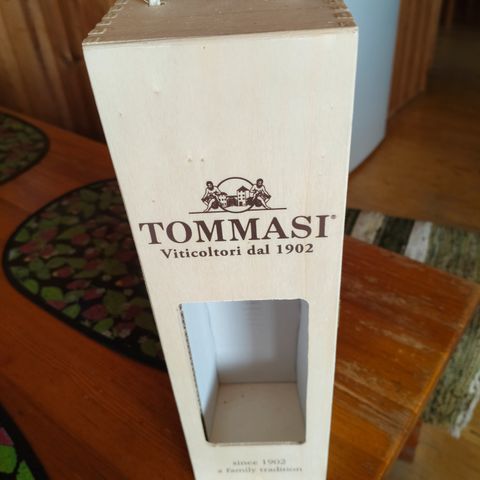 TOMMASI®
Viticoltori dal 1902
since 1902
a family tradition